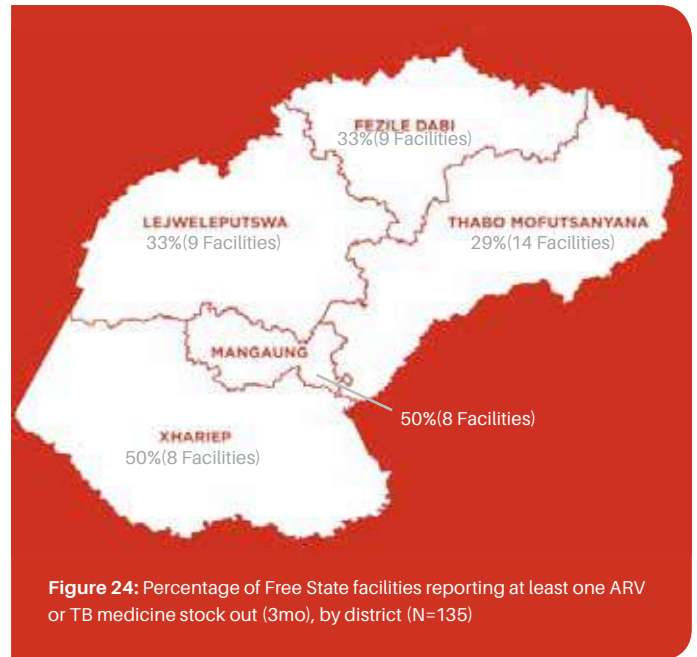 FEZILE DABI
33%(9 Facilities)
LEJWELEPUTSWA
33%(9 Facilities)
THABO MOFUTSANYANA
29%(14 Facilities)
MANGAUNG
50%(8 Facilities)
XHARIEP
50%(8 Facilities)
Figure 24: Percentage of Free State facilities reporting at least one ARV
or TB medicine stock out (3mo), by district (N=135)